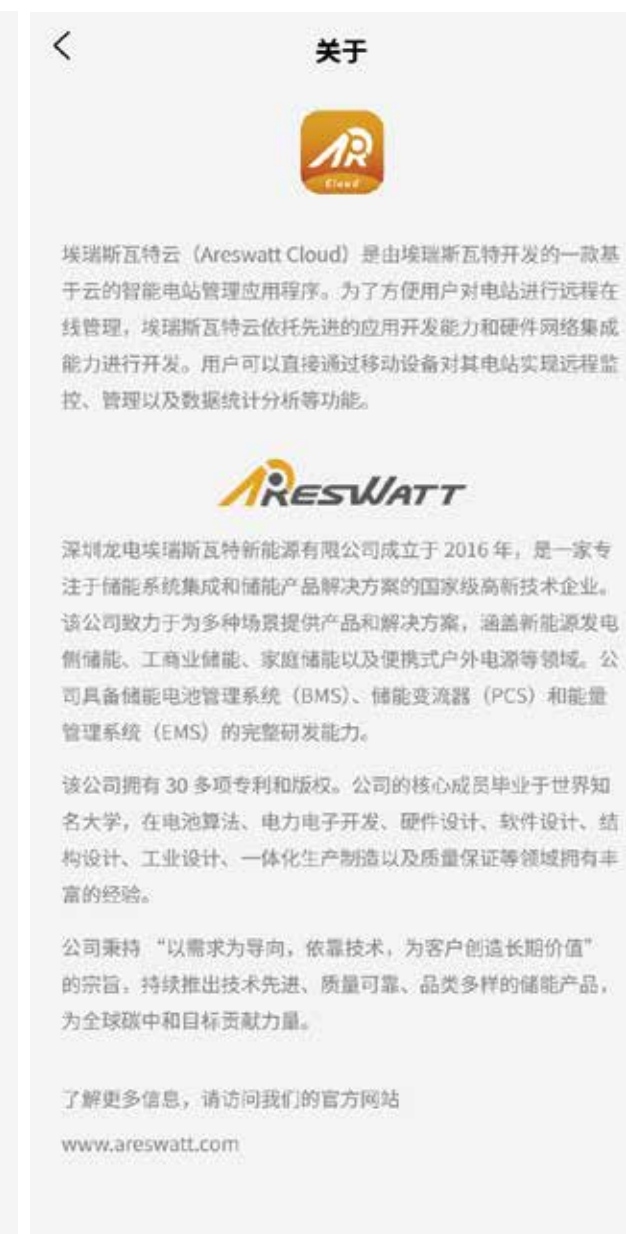 关于
AR
Cloud
埃瑞斯瓦特云（Areswatt Cloud）是由埃瑞斯瓦特开发的一款基
于云的智能电站管理应用程序。为了方便用户对电站进行远程在
线管理，埃瑞斯瓦特云依托先进的应用开发能力和硬件网络集成
能力进行开发。用户可以直接通过移动设备对其电站实现远程监
控、管理以及数据统计分析等功能。
ARESWATT
深圳龙电埃瑞斯瓦特新能源有限公司成立于 2016 年，是一家专
注于储能系统集成和储能产品解决方案的国家级高新技术企业。
该公司致力于为多种场景提供产品和解决方案，涵盖新能源发电
侧储能、工商业储能、家庭储能以及便携式户外电源等领域。公
司具备储能电池管理系统（BMS）、储能变流器（PCS）和能量
管理系统（EMS）的完整研发能力。
该公司拥有 30 多项专利和版权。公司的核心成员毕业于世界知
名大学，在电池算法、电力电子开发、硬件设计、软件设计、结
构设计、工业设计、一体化生产制造以及质量保证等领域拥有丰
富的经验。
公司秉持 “以需求为导向，依靠技术，为客户创造长期价值”
的宗旨，持续推出技术先进、质量可靠、品类多样的储能产品，
为全球碳中和目标贡献力量。
了解更多信息，请访问我们的官方网站
www.areswatt.com